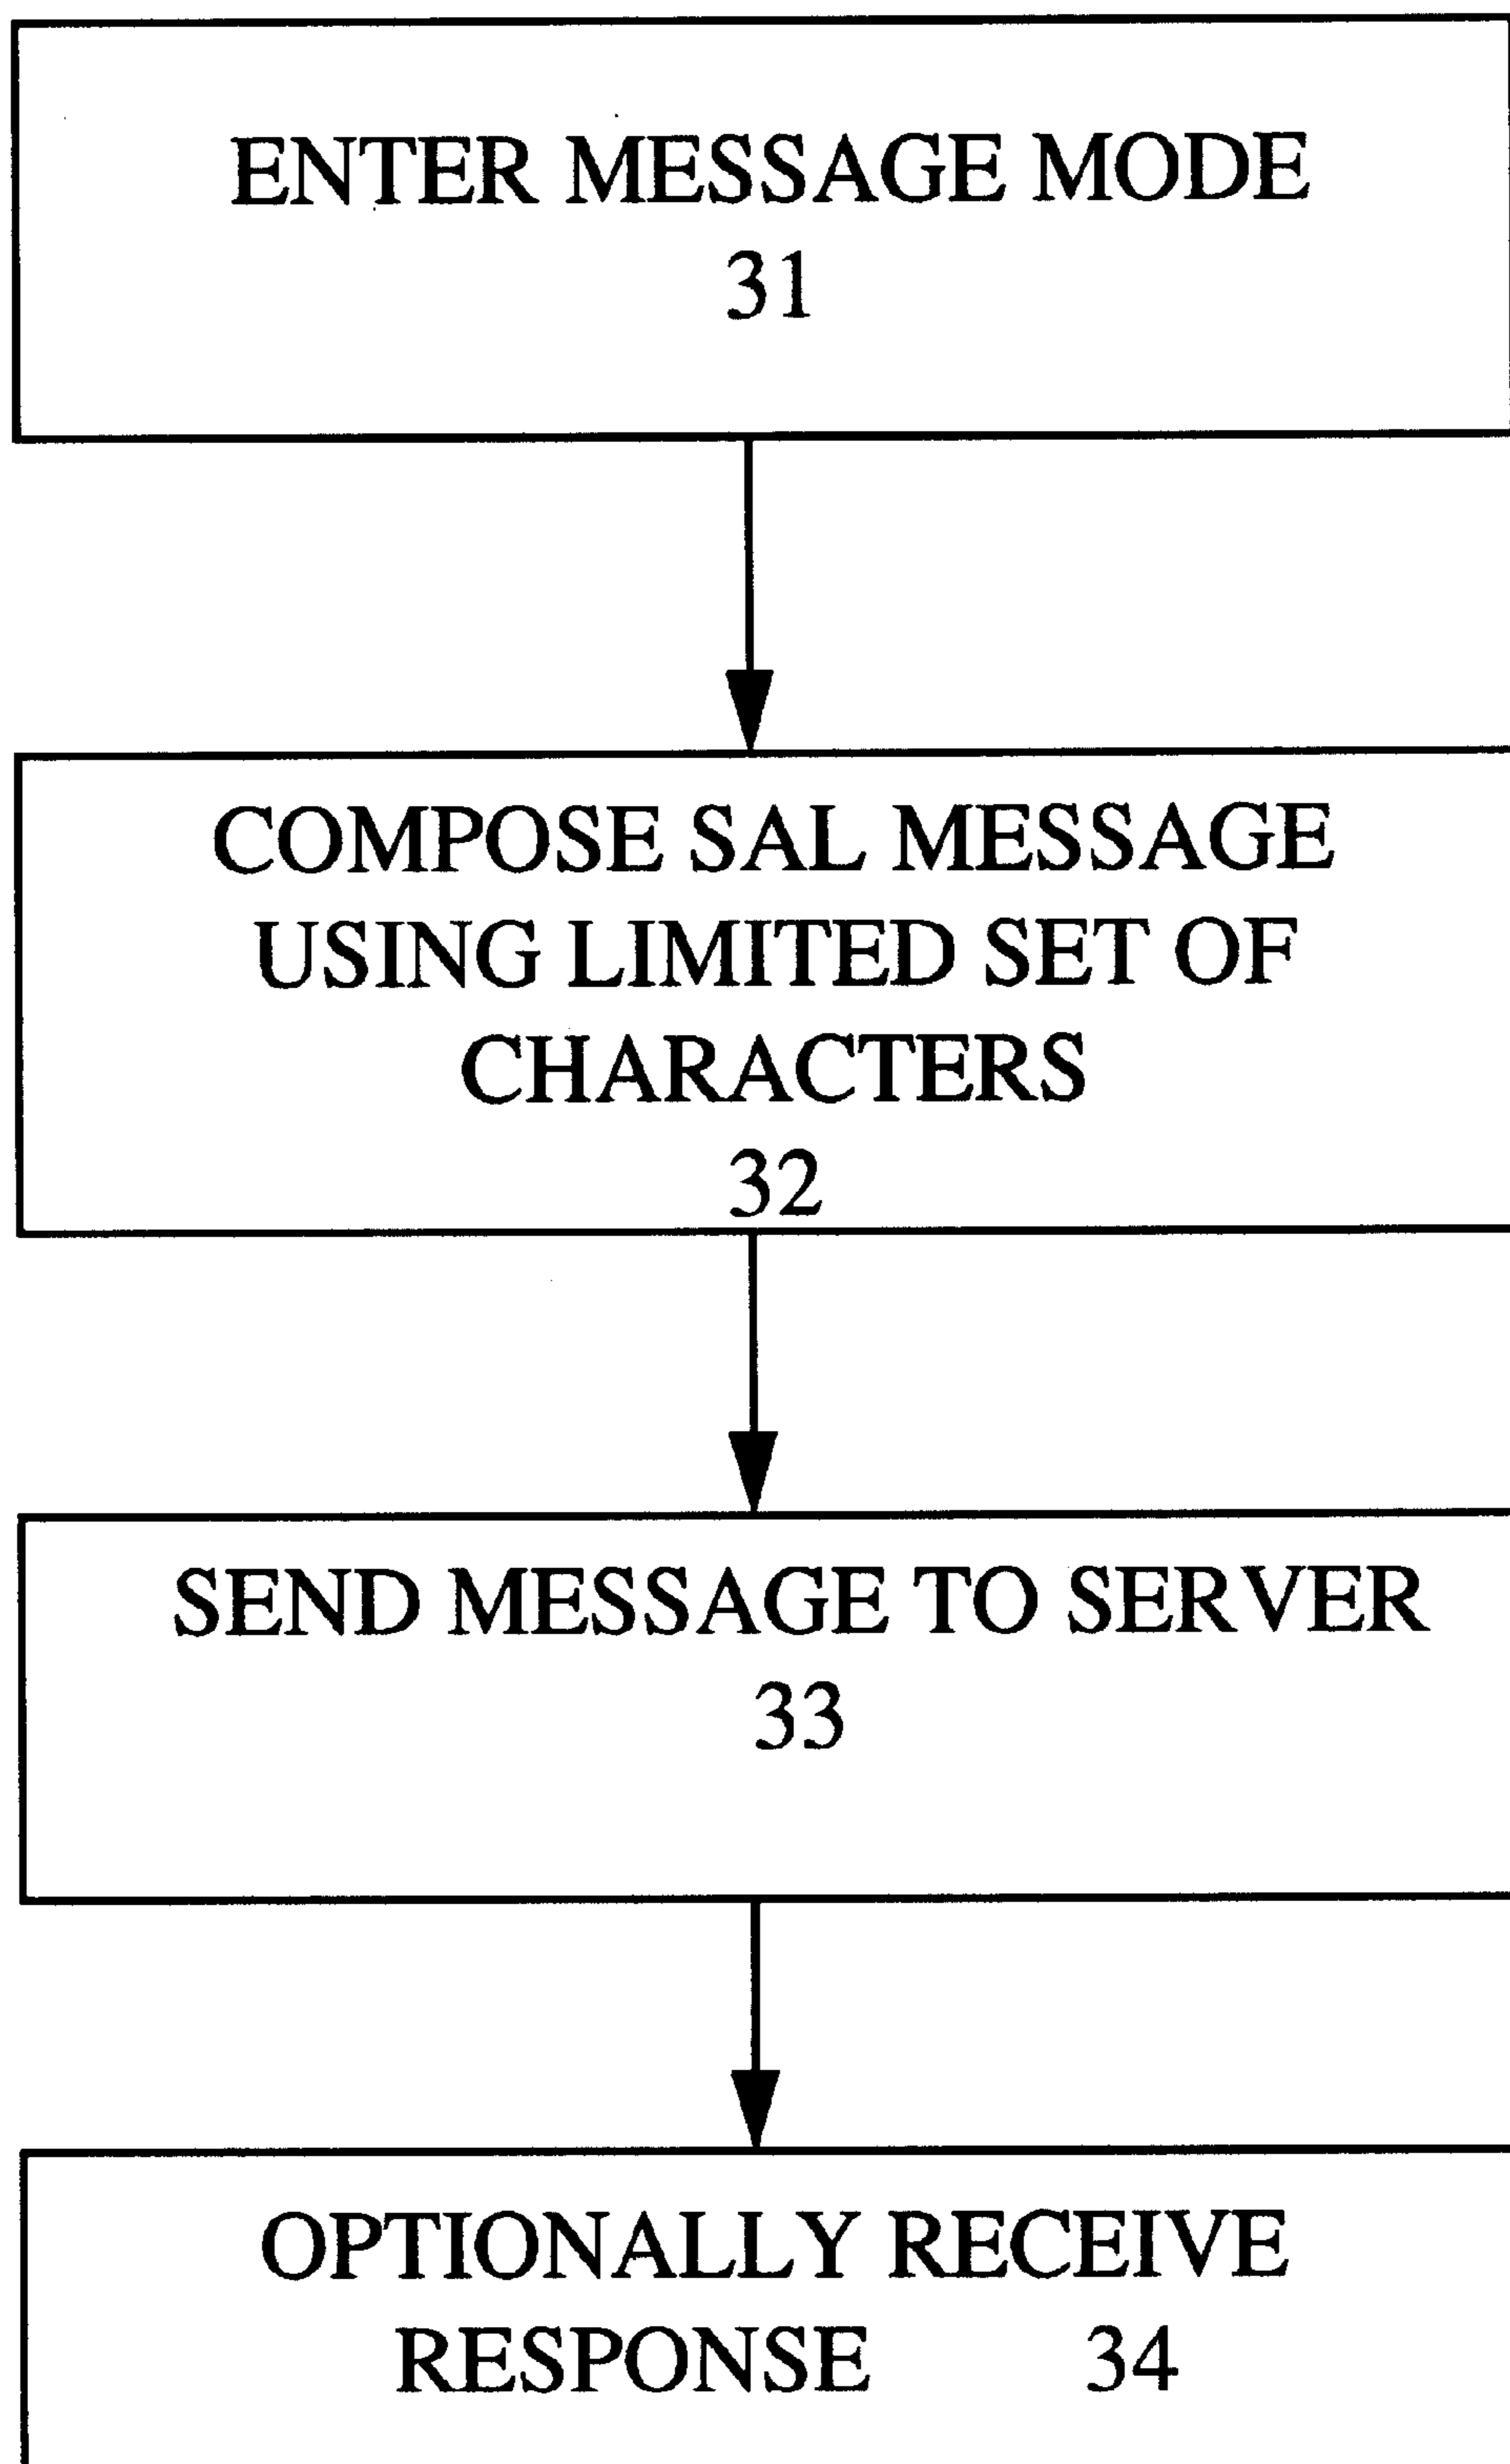 ENTER MESSAGE MODE
31
COMPOSE SAL MESSAGE
USING LIMITED SET OF
CHARACTERS
32
SEND MESSAGE TO SERVER
33
OPTIONALLY RECEIVE
RESPONSE 34